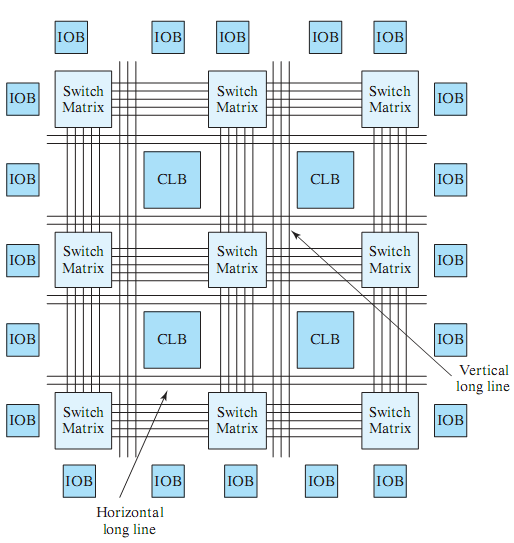 IOB IOB IOB IOB IOB
IOB Switch Matrix Switch Matrix Switch Matrix IOB
IOB CLB CLB IOB
IOB Switch Matrix Switch Matrix Switch Matrix IOB
IOB CLB CLB IOB
Vertical
long line
IOB Switch Matrix Switch Matrix Switch Matrix IOB
IOB IOB IOB IOB IOB
Horizontal
long line